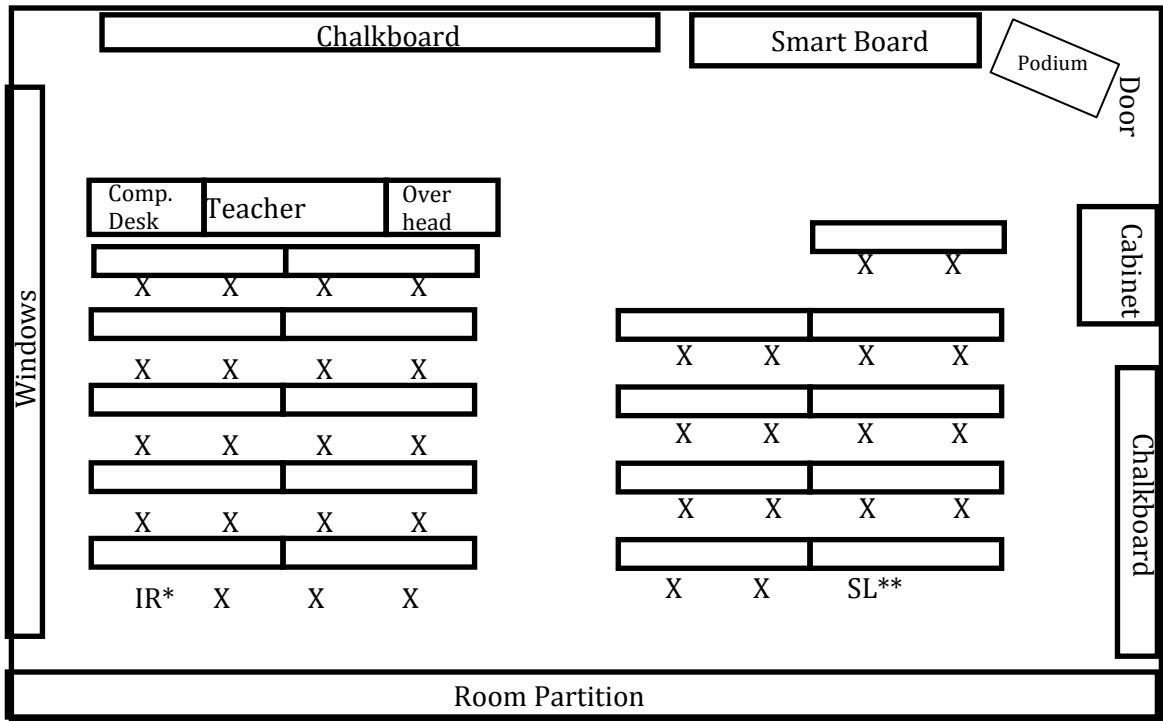 Chalkboard
Smart Board
Podium
Door
Comp.
Desk
Teacher
Over
head
Cabinet
Windows
X X
X X X X
X X X X
X X X X
X X X X
X X X X
X X X X
X X X X
IR* X X X
X X SL**
Chalkboard
Room Partition